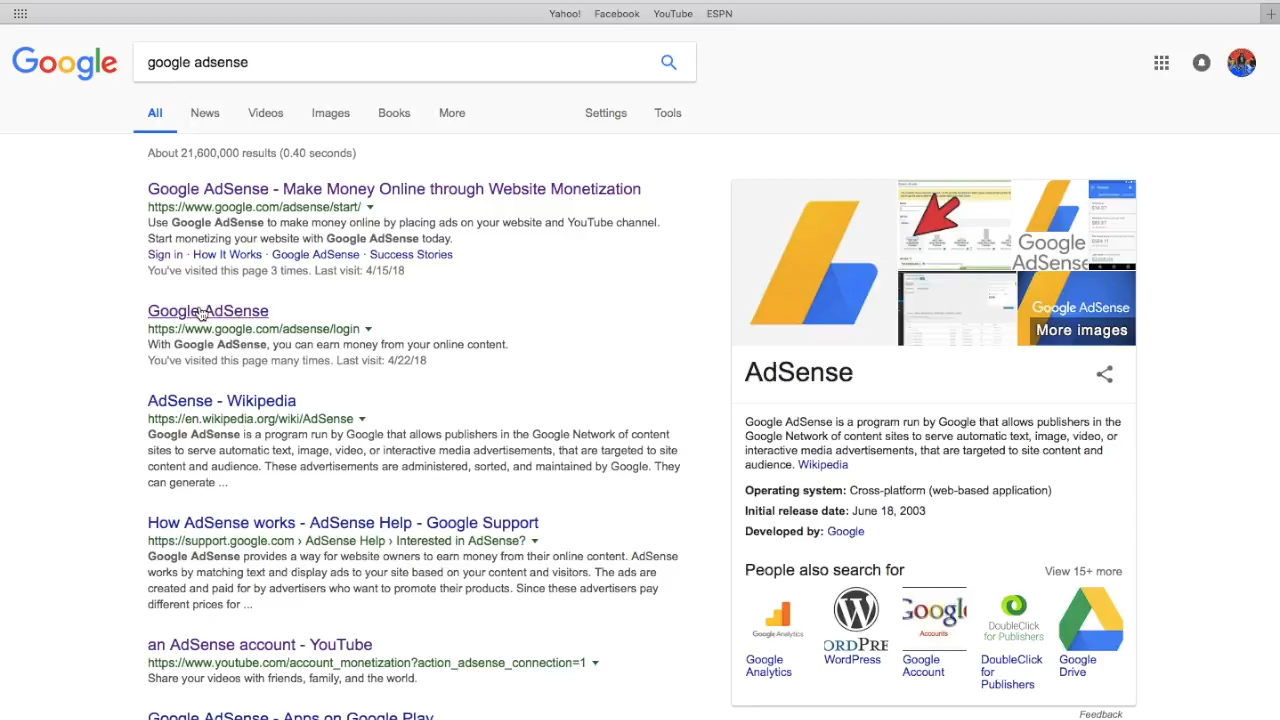 Yahoo! Facebook YouTube ESPN
Google
google adsense
All News Videos Images Books More Settings Tools
About 21,600,000 results (0.40 seconds)
Google AdSense - Make Money Online through Website Monetization
https://www.google.com/adsense/start/
Use Google AdSense to make money online by placing ads on your website and YouTube channel.
Start monetizing your website with Google AdSense today.
Sign in · How It Works · Google AdSense · Success Stories
You've visited this page 3 times. Last visit: 4/15/18
Google AdSense
https://www.google.com/adsense/login
With Google AdSense, you can earn money from your online content.
You've visited this page many times. Last visit: 4/22/18
AdSense - Wikipedia
https://en.wikipedia.org/wiki/AdSense
Google AdSense is a program run by Google that allows publishers in the Google Network of content
sites to serve automatic text, image, video, or interactive media advertisements, that are targeted to site
content and audience. These advertisements are administered, sorted, and maintained by Google. They
can generate ...
How AdSense works - AdSense Help - Google Support
https://support.google.com › AdSense Help › Interested in AdSense?
Google AdSense provides a way for website owners to earn money from their online content. AdSense
works by matching text and display ads to your site based on your content and visitors. The ads are
created and paid for by advertisers who want to promote their products. Since these advertisers pay
different prices for ...
an AdSense account - YouTube
https://www.youtube.com/account_monetization?action_adsense_connection=1
Share your videos with friends, family, and the world.
Google AdSense - Apps on Google Play
Google
AdSense
Google AdSense
More images
AdSense
Google AdSense is a program run by Google that allows publishers in the
Google Network of content sites to serve automatic text, image, video, or
interactive media advertisements, that are targeted to site content and
audience. Wikipedia
Operating system: Cross-platform (web-based application)
Initial release date: June 18, 2003
Developed by: Google
People also search for View 15+ more
Google Analytics
Google
Accounts
DoubleClick
for Publishers
Google
Analytics
WordPress
Google
Account
DoubleClick
for
Publishers
Google
Drive
Feedback